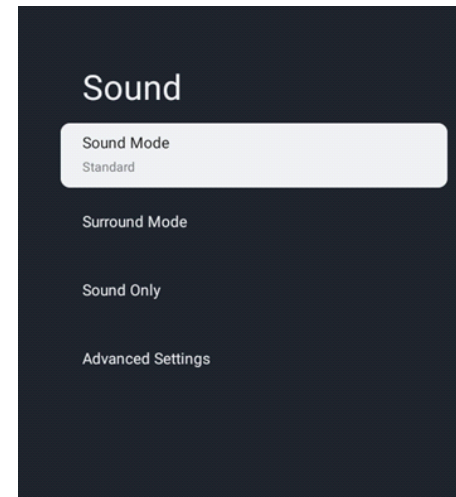 Sound
Sound Mode
Standard
Surround Mode
Sound Only
Advanced Settings